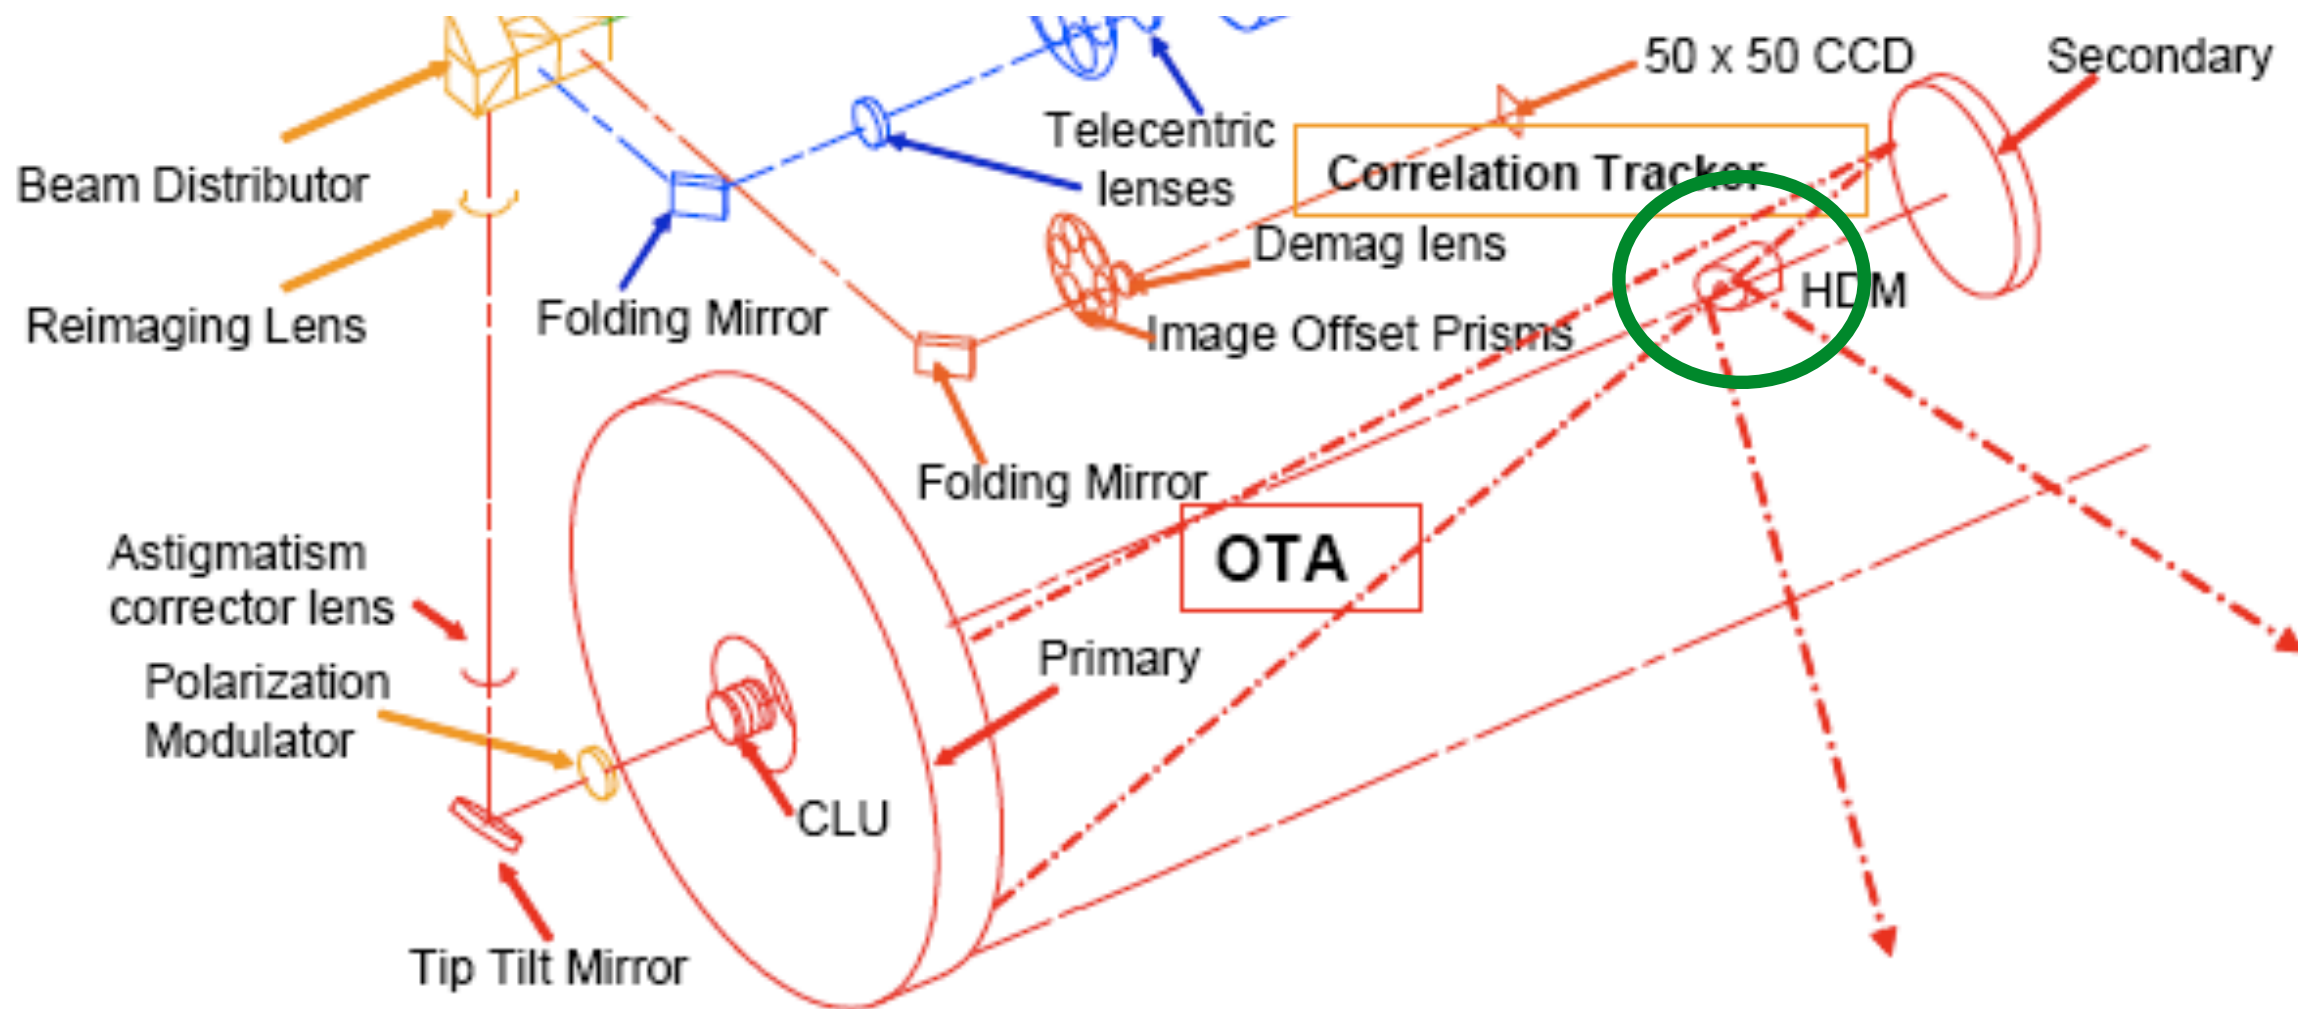 50 x 50 CCD
Secondary
Telecentric
lenses
Correlation Tracker
Beam Distributor
Demag lens
HDM
Reimaging Lens
Folding Mirror
Image Offset Prisms
Folding Mirror
OTA
Astigmatism
corrector lens
Primary
Polarization
Modulator
CLU
Tip Tilt Mirror